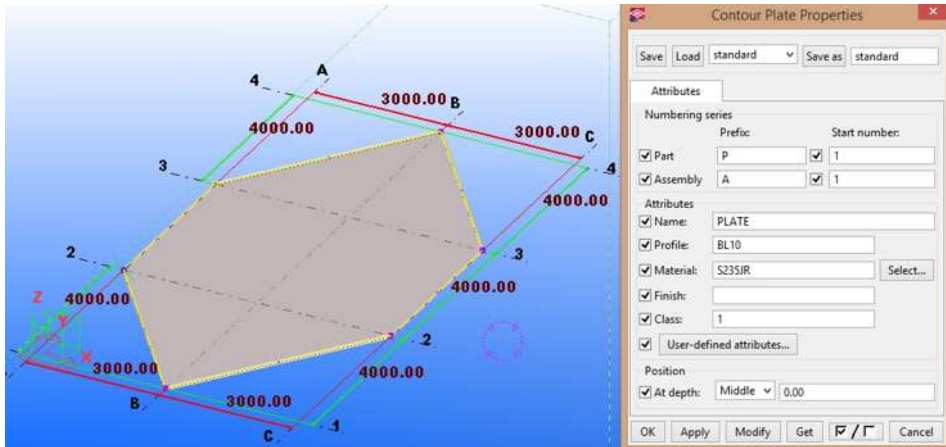 Contour Plate Properties
Save Load standard Save as standard
Attributes
Numbering series
Prefix: Start number:
Part P 1
Assembly A 1
Attributes
Name: PLATE
Profile: BL10
Material: S235JR Select...
Finish:
Class: 1
User-defined attributes...
Position
At depth: Middle 0.00
OK Apply Modify Get / Cancel
A
4
3000.00 B
4000.00
3000.00 C
4
3
4000.00
2
3
4000.00
Z
Y
X
2
4000.00
3000.00
B
3000.00
1
C